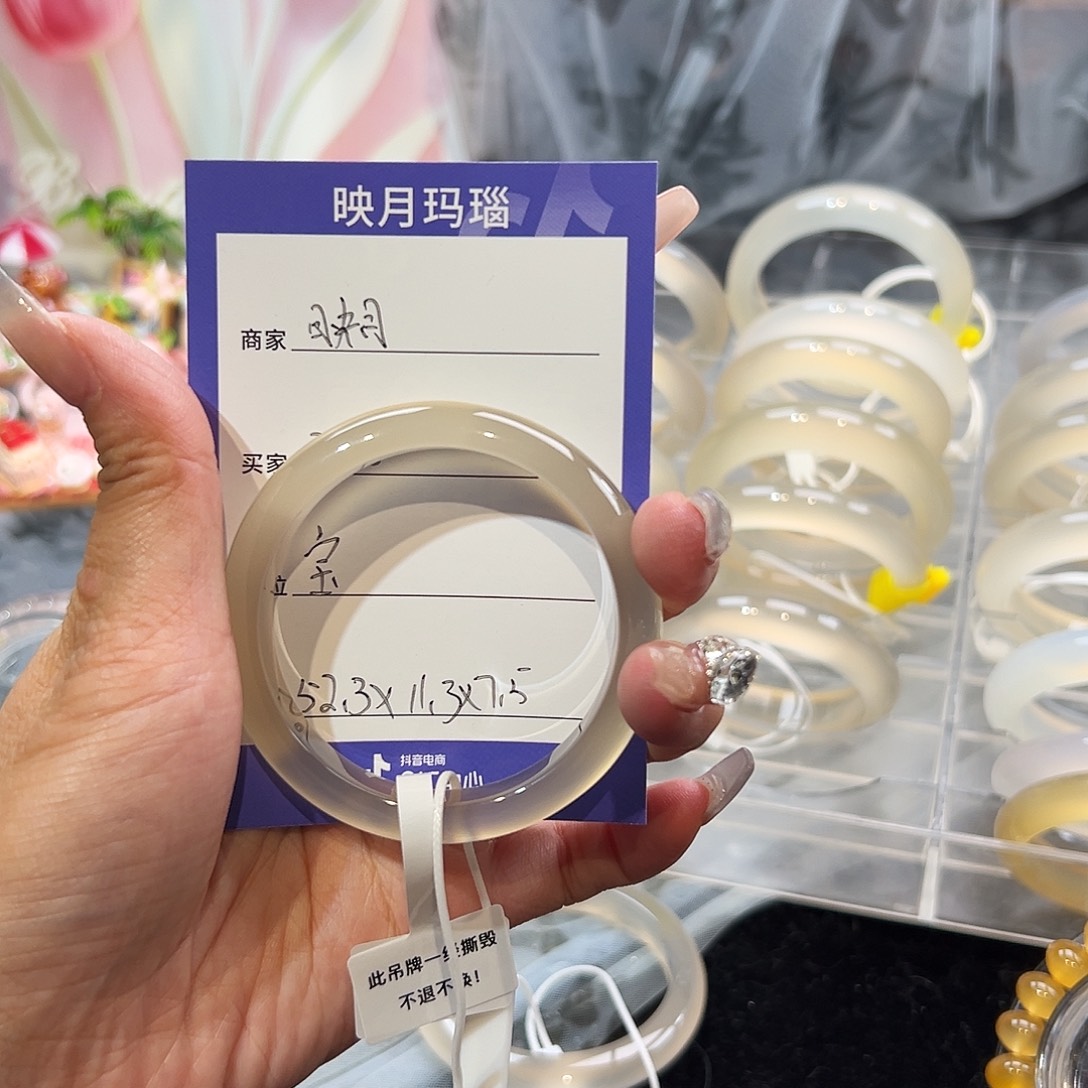 映月玛瑙
商家 映月
买家
宝
52.3x11.3x7.5
抖音电商
心
此吊牌一经撕毁
不退不换!